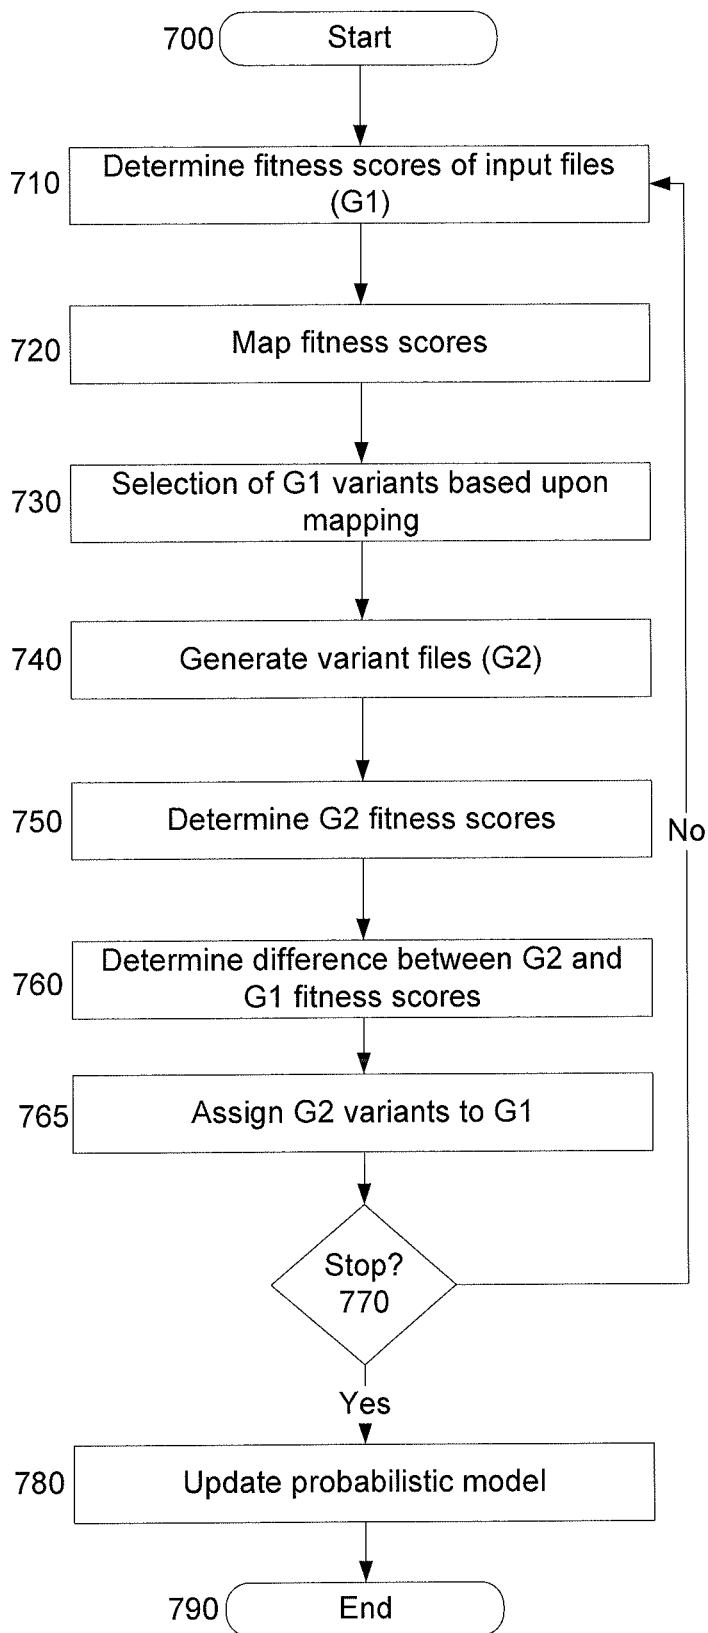 700 Start
710 Determine fitness scores of input files
(G1)
720 Map fitness scores
730 Selection of G1 variants based upon
mapping
740 Generate variant files (G2)
750 Determine G2 fitness scores
No
760 Determine difference between G2 and
G1 fitness scores
765 Assign G2 variants to G1
Stop?
770
Yes
780 Update probabilistic model
790 End